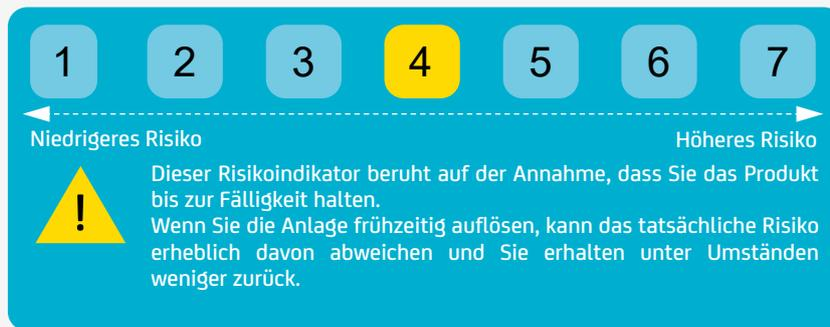 1 2 3 4 5 6 7
Niedrigeres Risiko Höheres Risiko
!
Dieser Risikoindikator beruht auf der Annahme, dass Sie das Produkt
bis zur Fälligkeit halten.
Wenn Sie die Anlage frühzeitig auflösen, kann das tatsächliche Risiko
erheblich davon abweichen und Sie erhalten unter Umständen
weniger zurück.